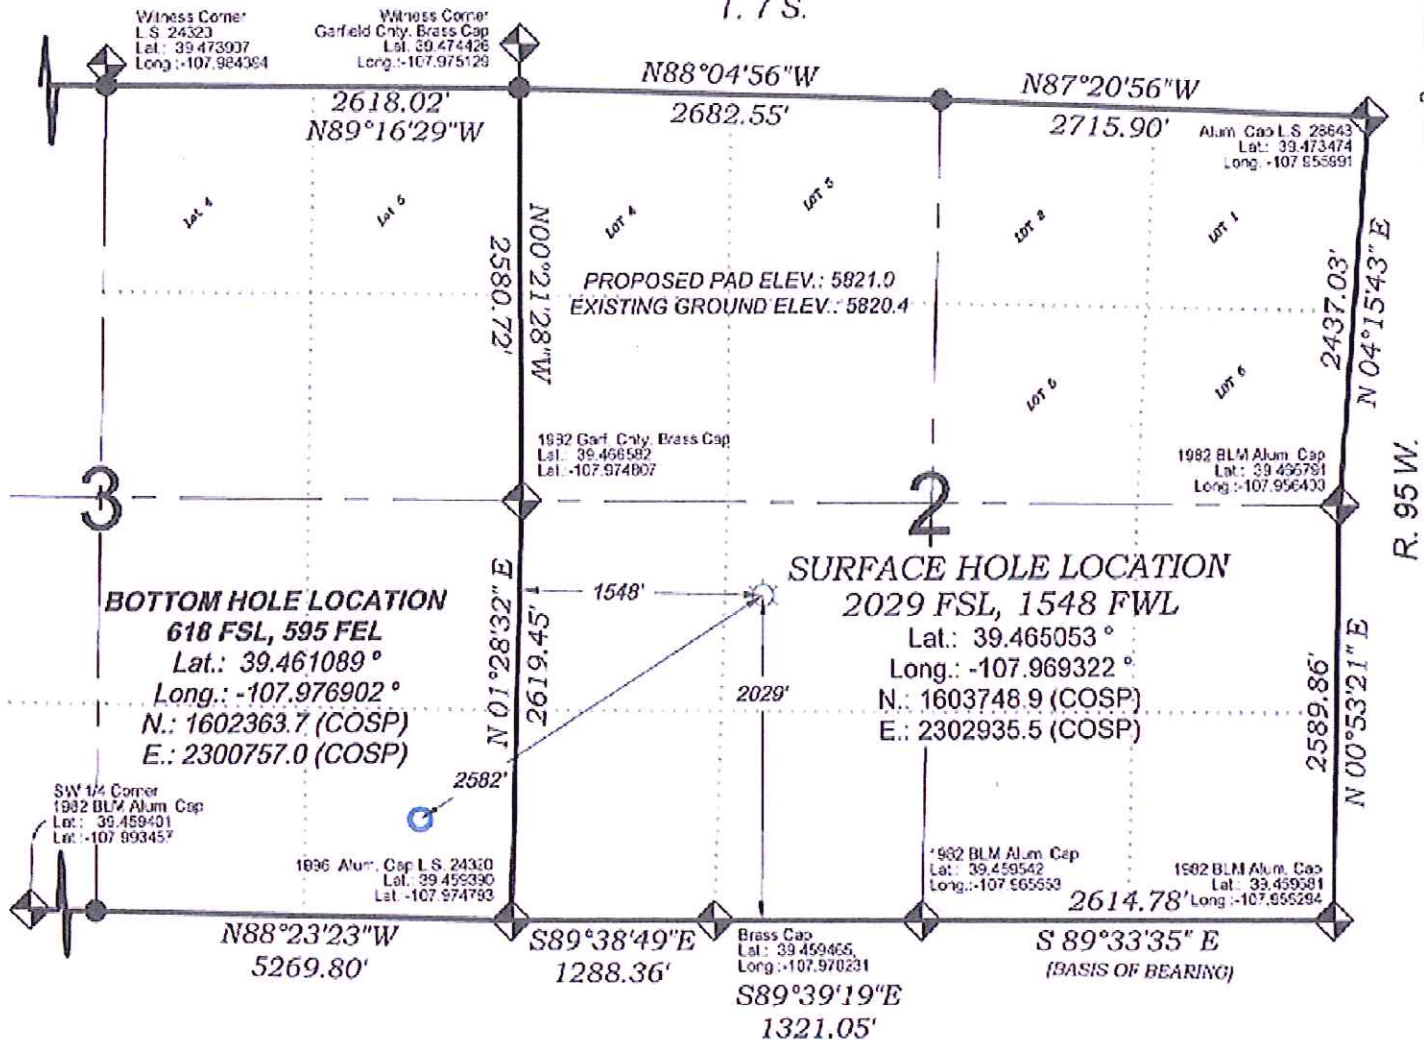 T. 7 S.
Witness Corner
L.S. 24323
Lat.: 39.473907
Long.:-107.984394
Witness Corner
Garfield Cnty. Brass Cap
Lat. 39.474426
Long.:-107.975129
2618.02'
N89°16'29"W
N88°04'56"W
2682.55'
N87°20'56"W
2715.90'
Alum. Cap L.S. 28643
Lat.: 39.473474
Long. -107.955991
Lot 4
Lot 5
LOT 4
LOT 3
LOT 2
LOT 1
N00°21'28"W
2580.72'
PROPOSED PAD ELEV.: 5821.0
EXISTING GROUND ELEV.: 5820.4
2437.03'
N 04°15'43" E
LOT 5
LOT 6
1982 Garf. Cnty. Brass Cap
Lat.: 39.466582
Lat.:-107.974807
1982 BLM Alum. Cap
Long.:-107.956403
R. 95 W.
3
2
BOTTOM HOLE LOCATION
618 FSL, 595 FEL
Lat.: 39.461089 °
Long.: -107.976902 °
N.: 1602363.7 (COSP)
E.: 2300757.0 (COSP)
N 01°28'32" E
2619.45'
1548'
2029'
2582'
SURFACE HOLE LOCATION
2029 FSL, 1548 FWL
Lat.: 39.465053 °
Long.: -107.969322 °
N.: 1603748.9 (COSP)
E.: 2302935.5 (COSP)
2589.86'
N 00°53'21" E
SW 1/4 Corner
1982 BLM Alum. Cap
Lat.: 39.459401
Lat.:-107.993457
1996 Alum. Cap L.S. 24320
Lat.: 39.459390
Lat.:-107.974793
1982 BLM Alum. Cap
Lat.: 39.459542
Long.:-107.965553
1982 BLM Alum. Cap
Lat.: 39.459581
Long.:-107.956294
2614.78'
N88°23'23"W
5269.80'
S89°38'49"E
1288.36'
Brass Cap
Lat.: 39.459465
Long.:-107.970231
S89°39'19"E
1321.05'
S 89°33'35" E
(BASIS OF BEARING)